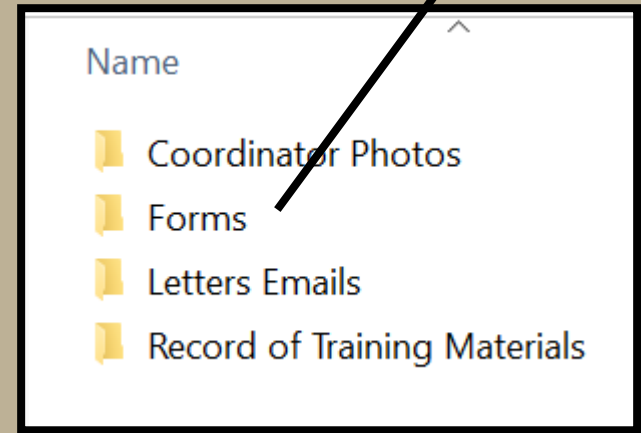 Name
Coordinator Photos
Forms
Letters Emails
Record of Training Materials